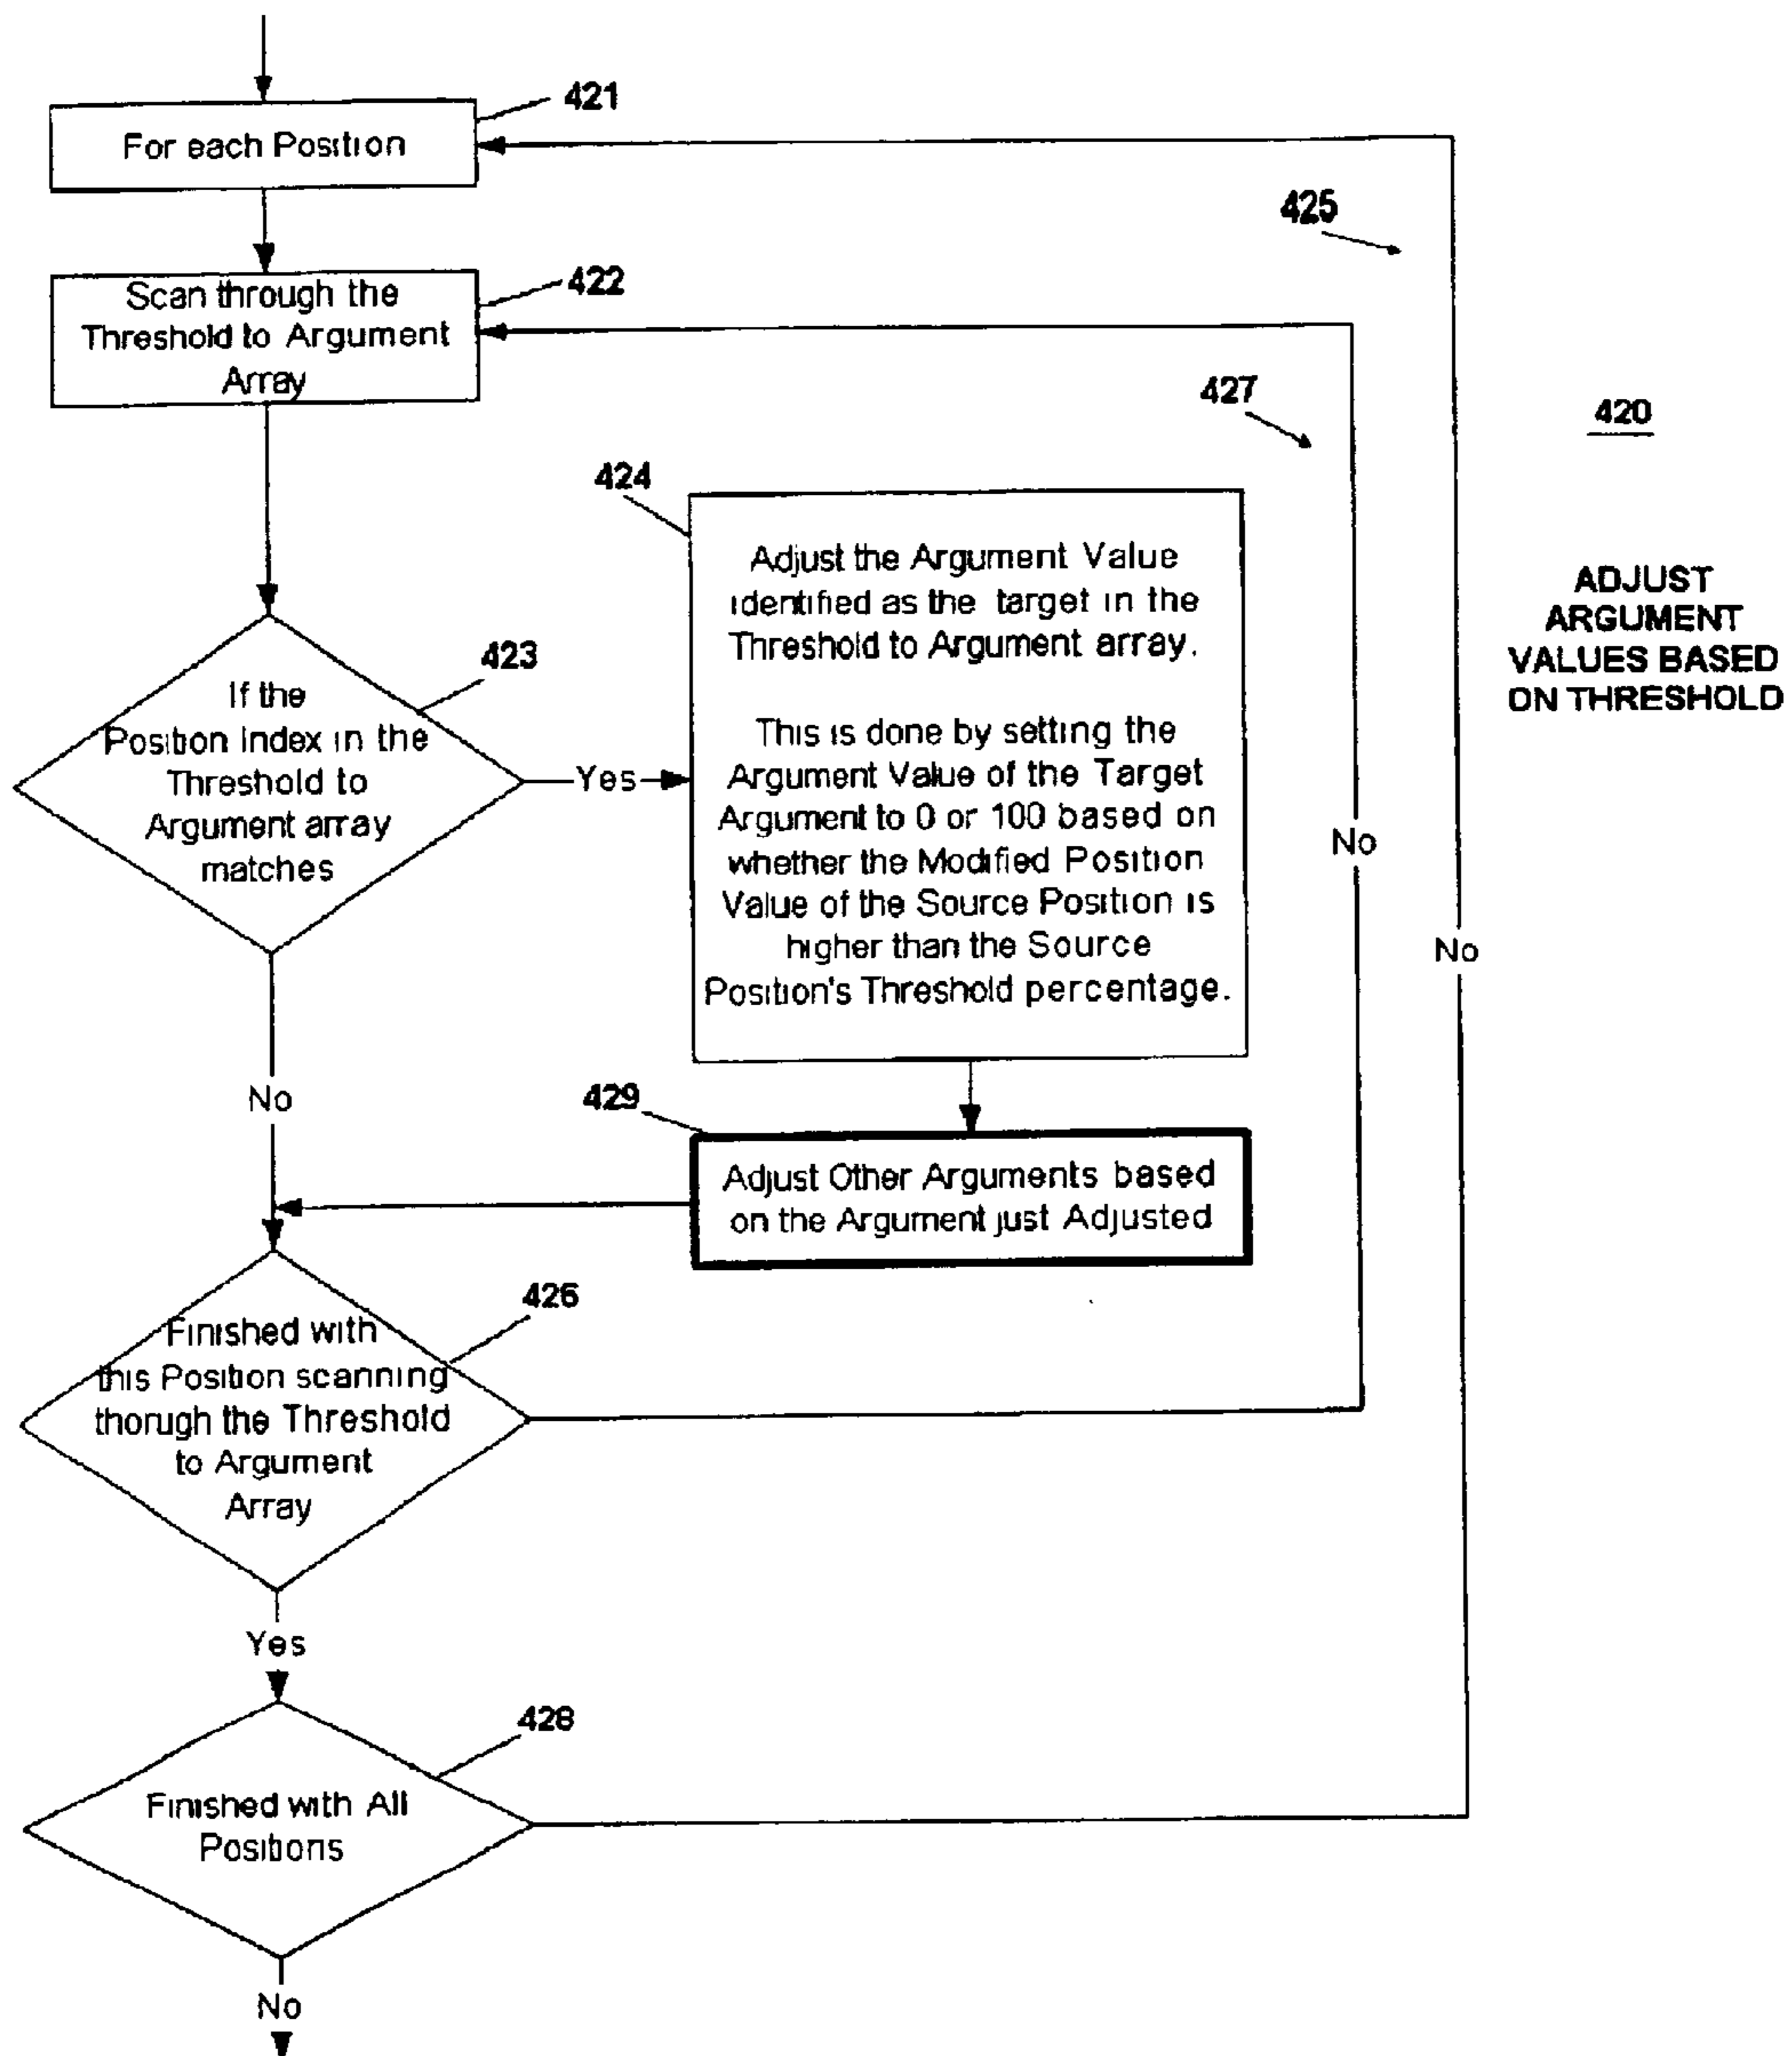 421
For each Position
425
422
Scan through the
Threshold to Argument
Array
427
420
424
Adjust the Argument Value
identified as the target in the
Threshold to Argument array.
This is done by setting the
Argument Value of the Target
Argument to 0 or 100 based on
whether the Modified Position
Value of the Source Position is
higher than the Source
Position's Threshold percentage.
ADJUST
ARGUMENT
VALUES BASED
ON THRESHOLD
423
If the
Position Index in the
Threshold to
Argument array
matches
Yes
No
No
No
429
Adjust Other Arguments based
on the Argument just Adjusted
426
Finished with
this Position scanning
thorugh the Threshold
to Argument
Array
Yes
428
Finished with All
Positions
No